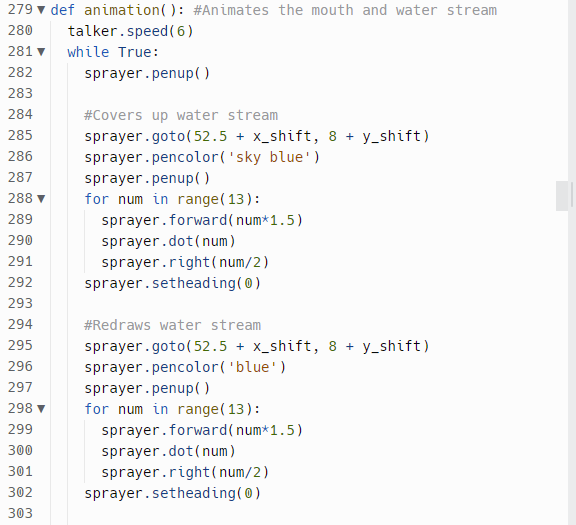 279 def animation(): #Animates the mouth and water stream
280 talker.speed(6)
281 while True:
282 sprayer.penup()
283
284 #Covers up water stream
285 sprayer.goto(52.5 + x_shift, 8 + y_shift)
286 sprayer.pencolor('sky blue')
287 sprayer.penup()
288 for num in range(13):
289 sprayer.forward(num*1.5)
290 sprayer.dot(num)
291 sprayer.right(num/2)
292 sprayer.setheading(0)
293
294 #Redraws water stream
295 sprayer.goto(52.5 + x_shift, 8 + y_shift)
296 sprayer.pencolor('blue')
297 sprayer.penup()
298 for num in range(13):
299 sprayer.forward(num*1.5)
300 sprayer.dot(num)
301 sprayer.right(num/2)
302 sprayer.setheading(0)
303